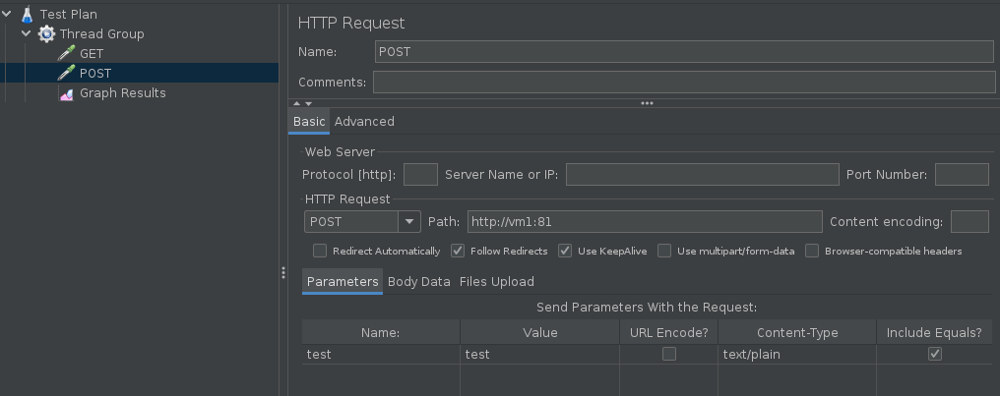 Test Plan
Thread Group
GET
POST
Graph Results
HTTP Request
Name: POST
Comments:
Basic Advanced
Web Server
Protocol [http]: Server Name or IP: Port Number:
HTTP Request
POST Path: http://vm1:81 Content encoding:
Redirect Automatically Follow Redirects Use KeepAlive Use multipart/form-data Browser-compatible headers
Parameters Body Data Files Upload
Send Parameters With the Request:
Name: Value URL Encode? Content-Type Include Equals?
test test text/plain